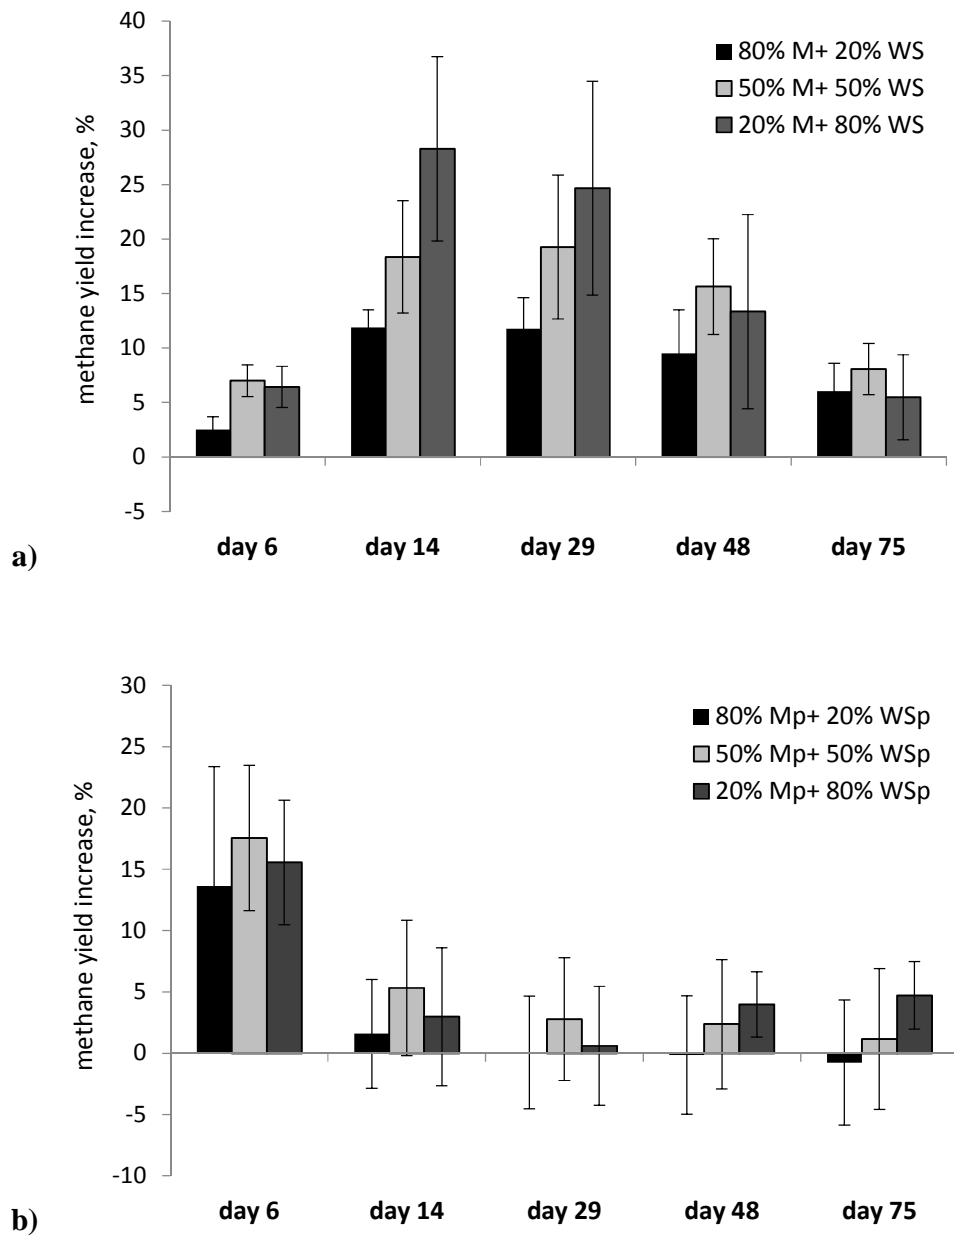 40
35
30
25
20
15
10
5
0
-5
methane yield increase, %
80% M+ 20% WS
50% M+ 50% WS
20% M+ 80% WS
day 6 day 14 day 29 day 48 day 75
a)
30
25
20
15
10
5
0
-5
-10
methane yield increase, %
80% Mp+ 20% WSp
50% Mp+ 50% WSp
20% Mp+ 80% WSp
day 6 day 14 day 29 day 48 day 75
b)